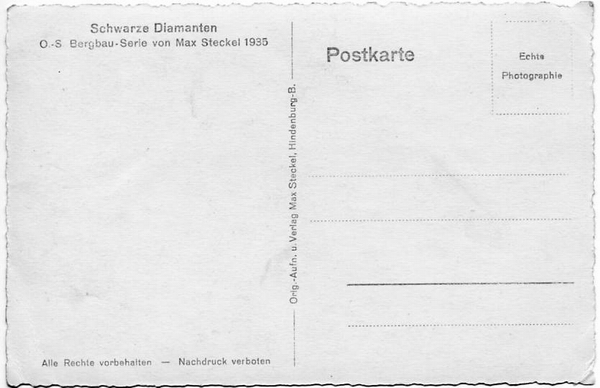 Schwarze Diamanten
O.-S Bergbau-Serie von Max Steckel 1935
Postkarte
Echte
Photographie
Orig.-Aufn. u. Verlag Max Steckel, Hindenburg-B.
Alle Rechte vorbehalten — Nachdruck verboten